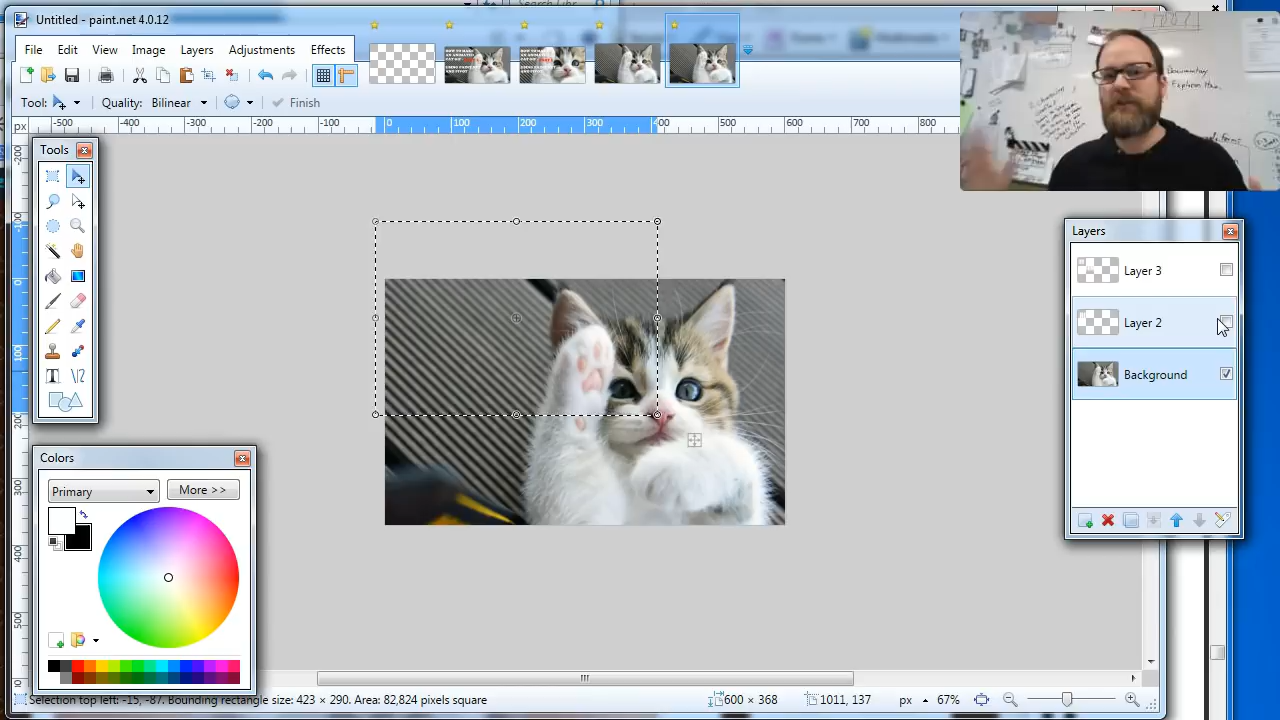 Search Libr
Untitled - paint.net 4.0.12
File Edit View Image Layers Adjustments Effects
Tool: Quality: Bilinear Finish
px -500 -400 -300 -200 -100 0 100 200 300 400 500 600 700 800
Documentary
Tools
Layers
Layer 3
Layer 2
Background
Colors
Primary More >>
Selection top left: -15, -87. Bounding rectangle size: 423 × 290. Area: 82,824 pixels square 600 × 368 1011, 137 px 67%